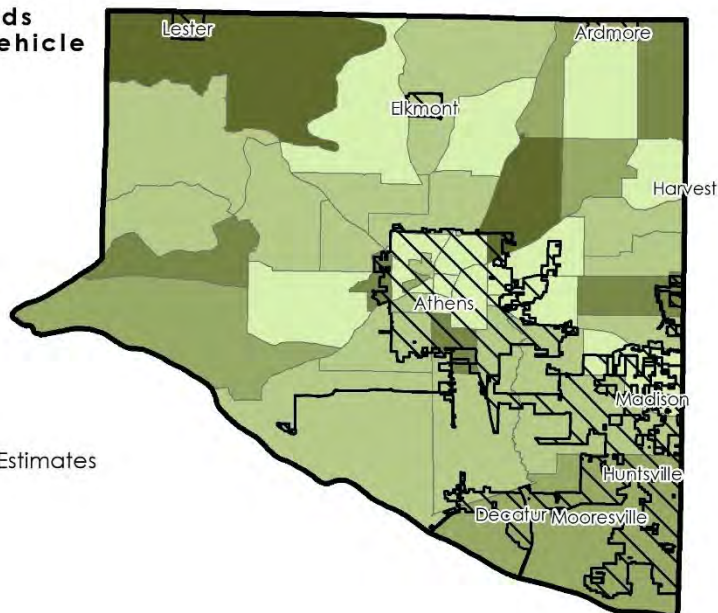 ds
ehicle
Lester
Ardmore
Elkmont
Harvest
Athens
Madison
Estimates
Huntsville
Decatur Mooresville